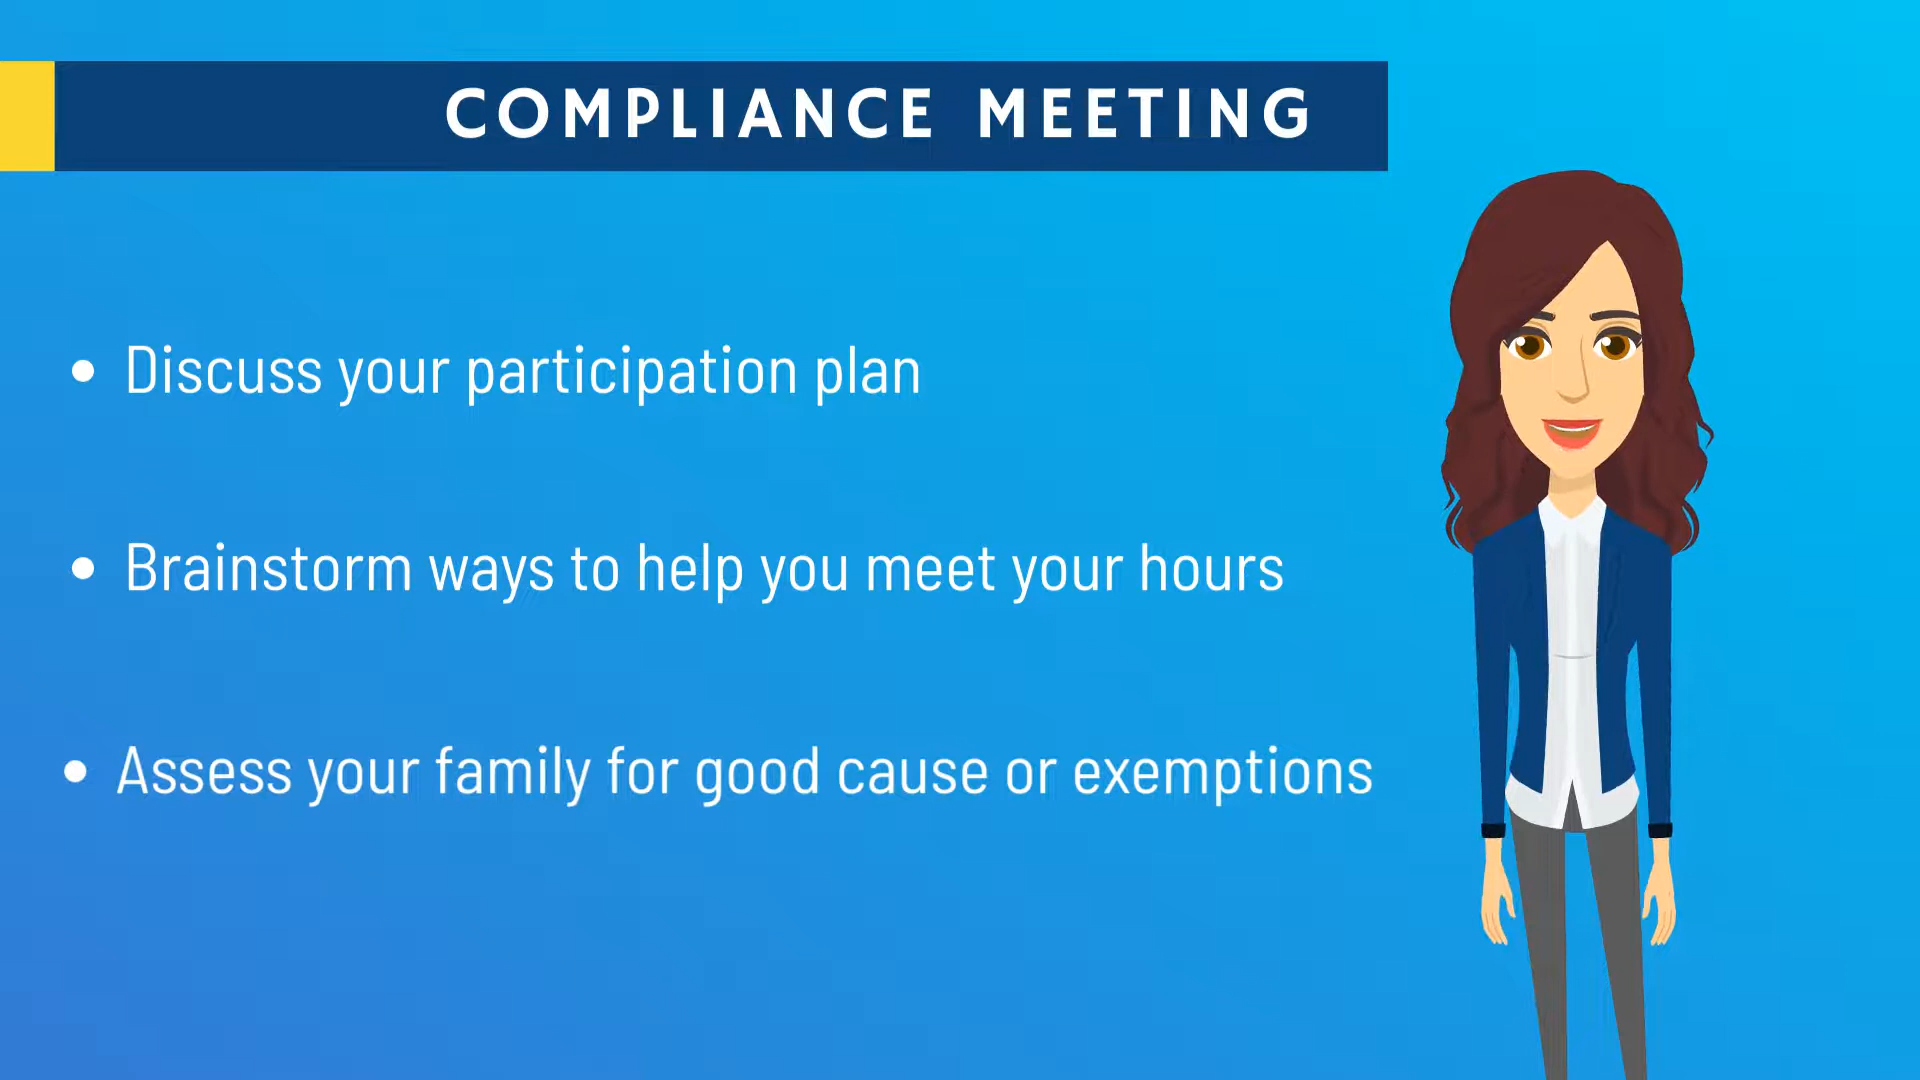 COMPLIANCE MEETING
• Discuss your participation plan
• Brainstorm ways to help you meet your hours
• Assess your family for good cause or exemptions